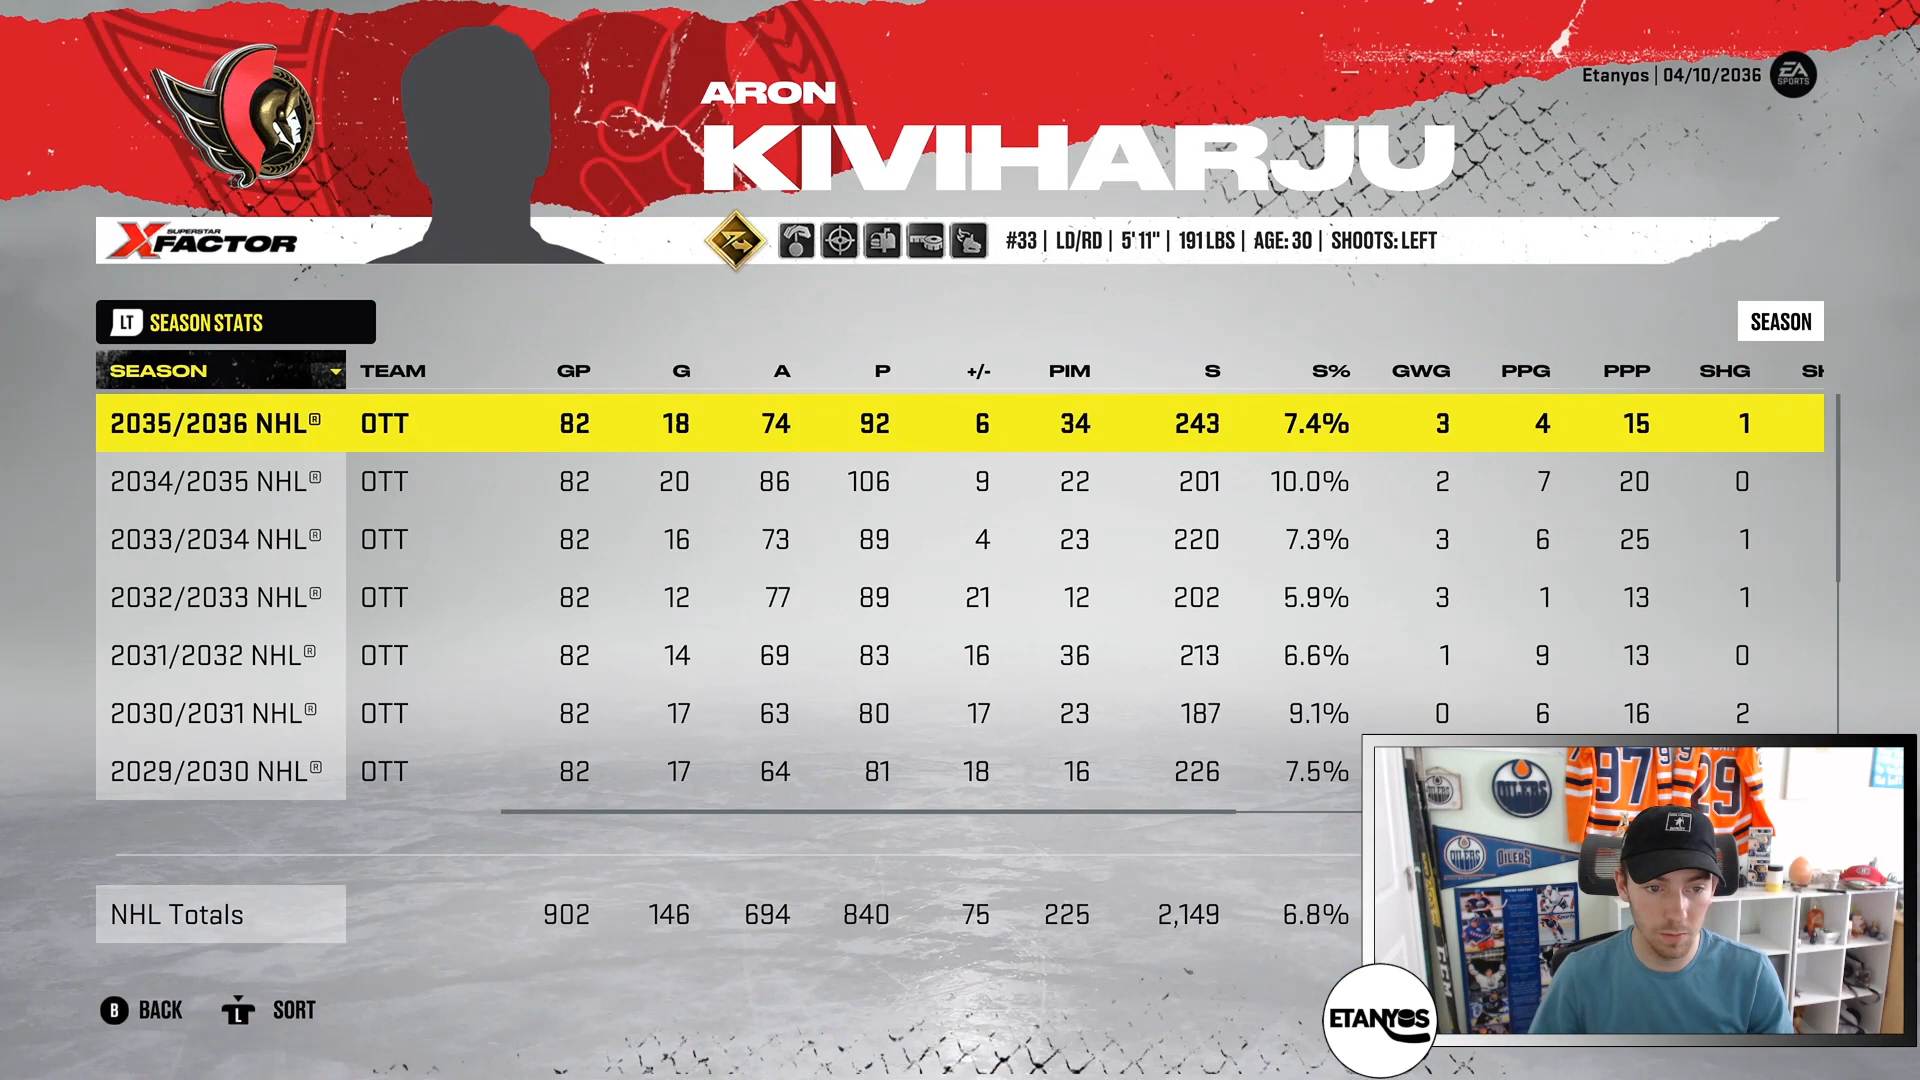 Etanyos | 04/10/2036
EA SPORTS
ARON
KIVIHARJU
SUPERSTAR
XFACTOR
#33 | LD/RD | 5'11" | 191 LBS | AGE: 30 | SHOOTS: LEFT
LT SEASON STATS
SEASON
SEASON TEAM GP G A P +/- PIM S S% GWG PPG PPP SHG
2035/2036 NHL® OTT 82 18 74 92 6 34 243 7.4% 3 4 15 1
2034/2035 NHL® OTT 82 20 86 106 9 22 201 10.0% 2 7 20 0
2033/2034 NHL® OTT 82 16 73 89 4 23 220 7.3% 3 6 25 1
2032/2033 NHL® OTT 82 12 77 89 21 12 202 5.9% 3 1 13 1
2031/2032 NHL® OTT 82 14 69 83 16 36 213 6.6% 1 9 13 0
2030/2031 NHL® OTT 82 17 63 80 17 23 187 9.1% 0 6 16 2
2029/2030 NHL® OTT 82 17 64 81 18 16 226 7.5%
NHL Totals 902 146 694 840 75 225 2,149 6.8%
97 29
OILERS
OILERS OILERS
CCM
B BACK L SORT
ETANYOS